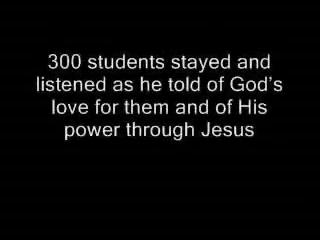 300 students stayed and
listened as he told of God’s
love for them and of His
power through Jesus